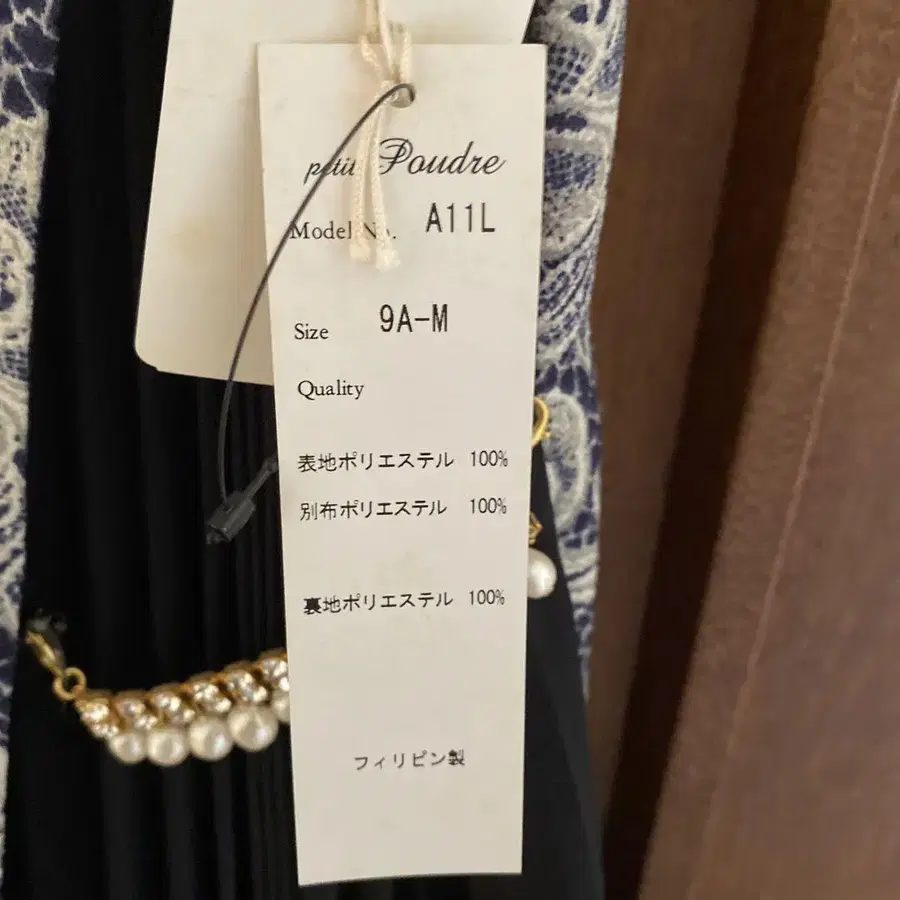 petit Poudre
Model No. A11L
Size 9A-M
Quality
表地ポリエステル 100%
別布ポリエステル 100%
裏地ポリエステル 100%
フィリピン製